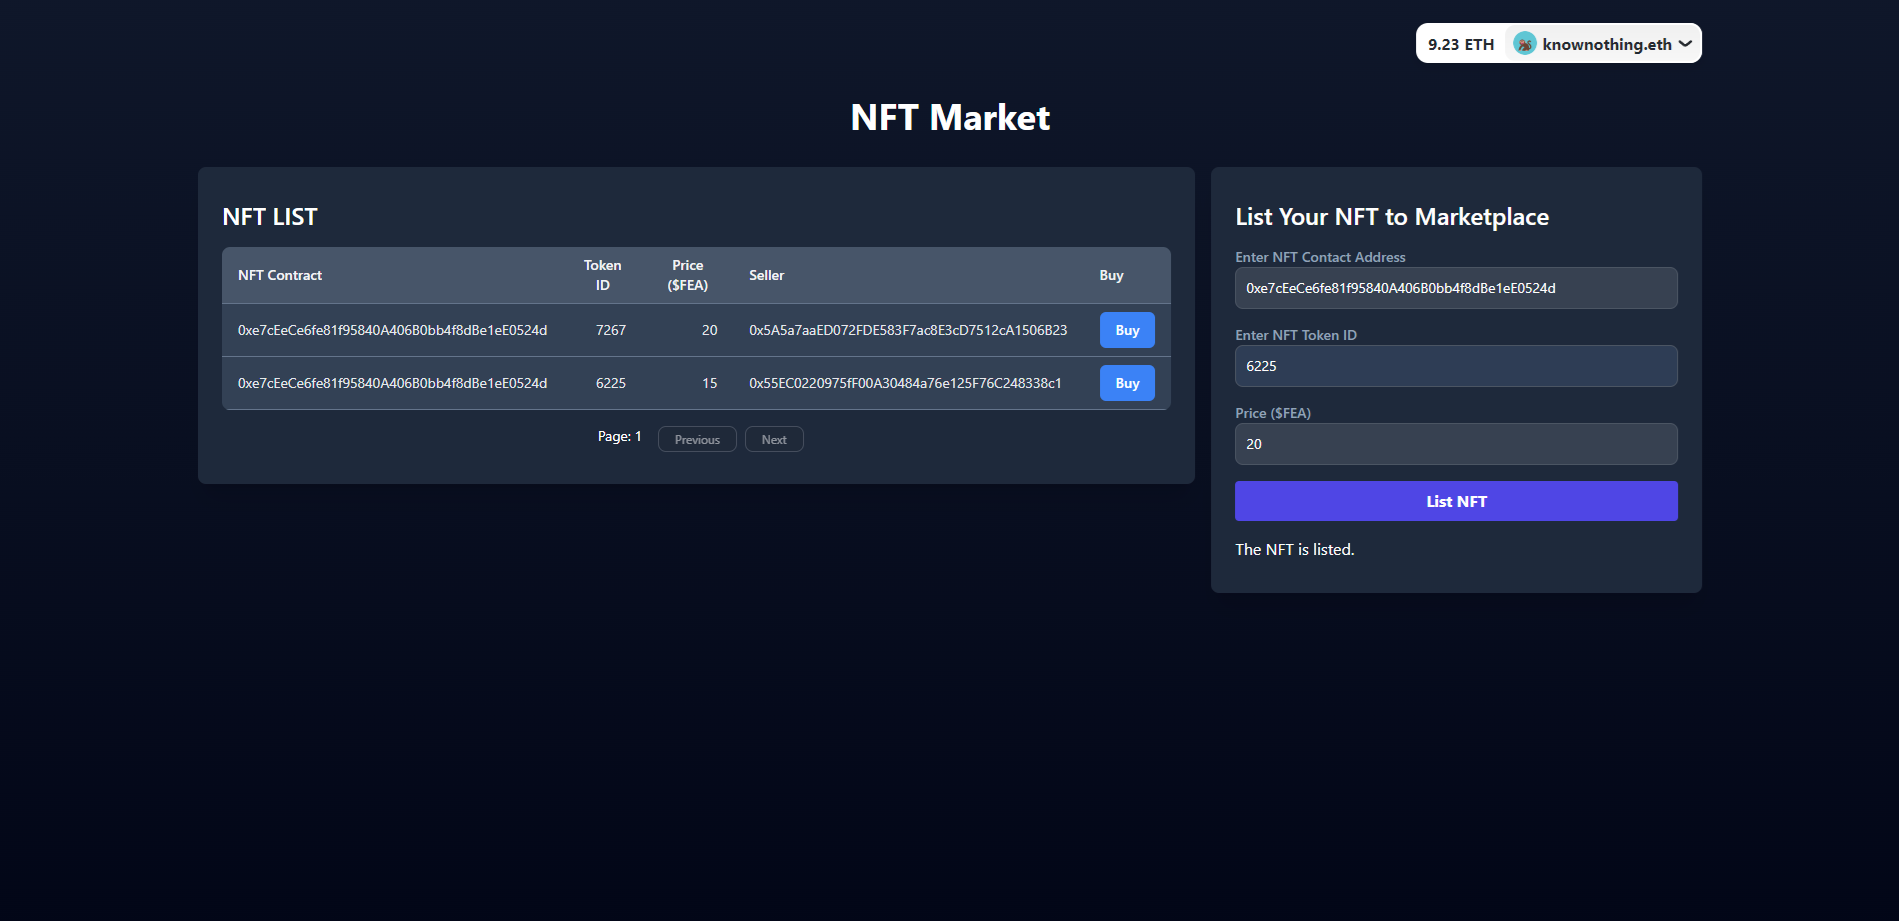 9.23 ETH knownothing.eth
NFT Market
NFT LIST
NFT Contract Token ID Price ($FEA) Seller Buy
0xe7cEeCe6fe81f95840A406B0bb4f8dBe1eE0524d 7267 20 0x5A5a7aaED072FDE583F7ac8E3cD7512cA1506B23 Buy
0xe7cEeCe6fe81f95840A406B0bb4f8dBe1eE0524d 6225 15 0x55EC0220975fF00A30484a76e125F76C248338c1 Buy
Page: 1 Previous Next
List Your NFT to Marketplace
Enter NFT Contact Address
0xe7cEeCe6fe81f95840A406B0bb4f8dBe1eE0524d
Enter NFT Token ID
6225
Price ($FEA)
20
List NFT
The NFT is listed.